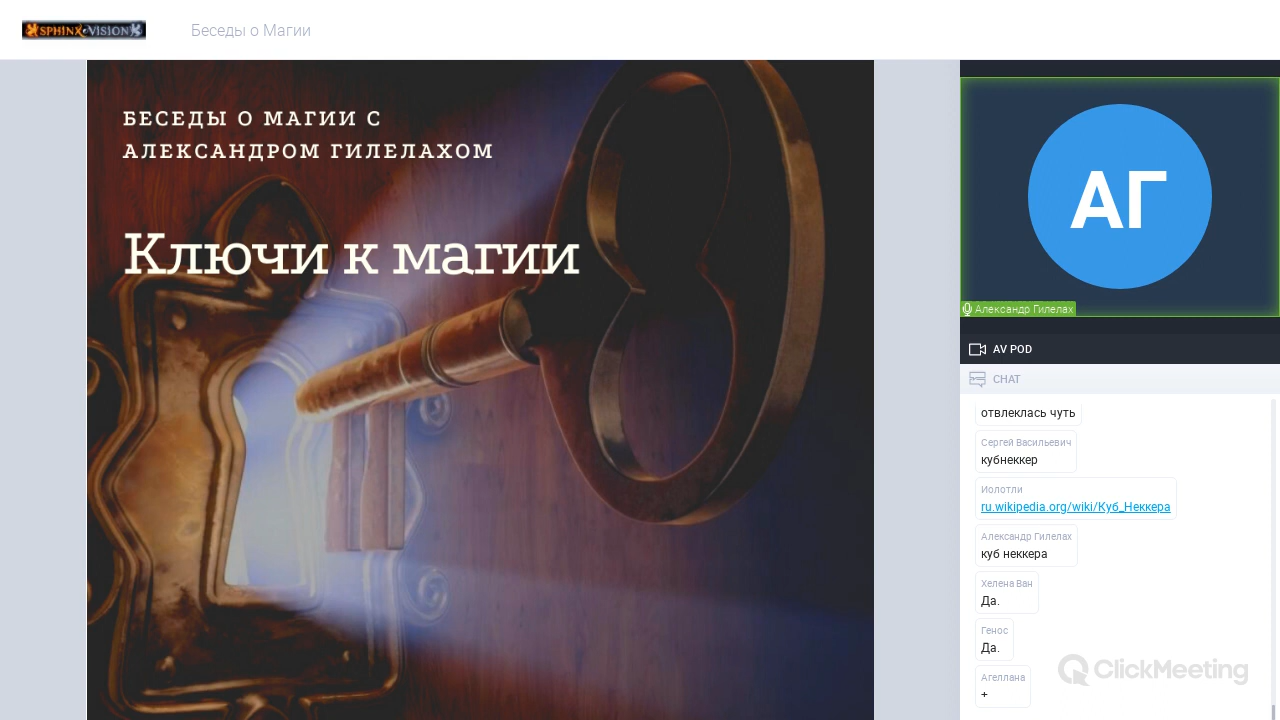 SPHINX-VISION
Беседы о Магии
БЕСЕДЫ О МАГИИ С
АЛЕКСАНДРОМ ГИЛЕЛАХОМ
Ключи к магии
АГ
Александр Гилелах
AV POD
CHAT
отвлеклась чуть
Сергей Васильевич
кубнеккер
Иолотли
ru.wikipedia.org/wiki/Куб_Неккера
Александр Гилелах
куб неккера
Хелена Ван
Да.
Генос
Да.
Агеллана
+
ClickMeeting